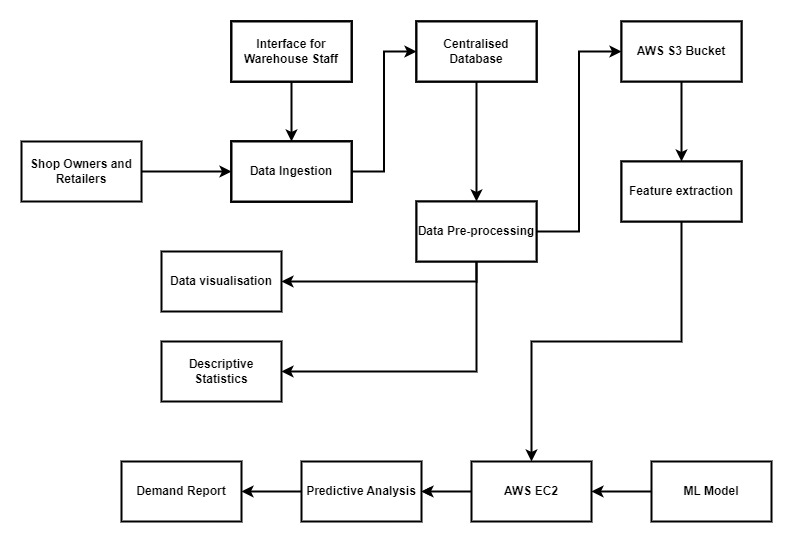 Interface for
Warehouse Staff
Centralised
Database
AWS S3 Bucket
Shop Owners and
Retailers
Data Ingestion
Feature extraction
Data Pre-processing
Data visualisation
Descriptive
Statistics
Demand Report
Predictive Analysis
AWS EC2
ML Model